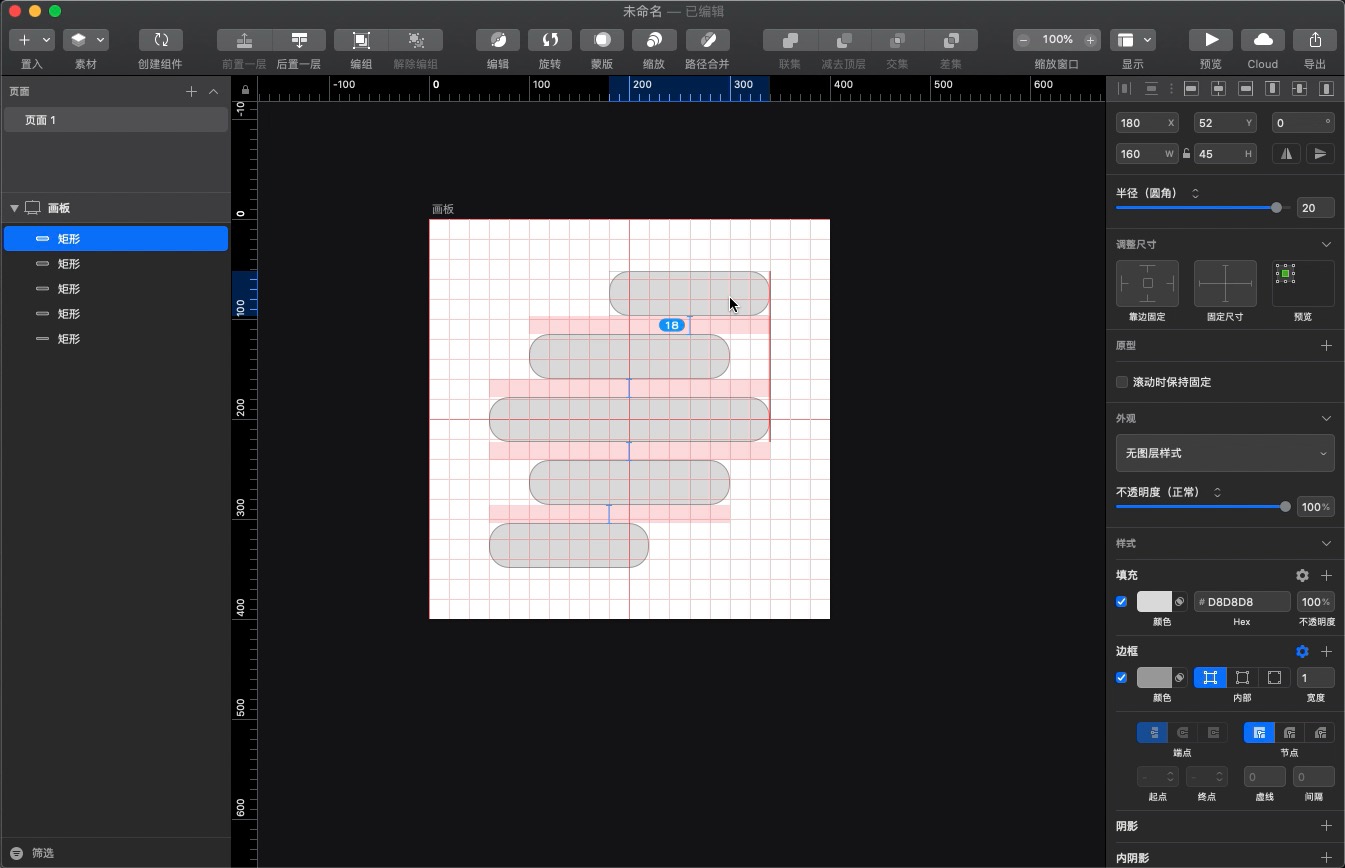 未命名 — 已编辑
置入 素材 创建组件 前置一层 后置一层 编组 解除编组 编辑 旋转 蒙版 缩放 路径合并 联集 减去顶层 交集 差集 100% 缩放窗口 显示 预览 Cloud 导出
页面
页面 1
画板
矩形
矩形
矩形
矩形
矩形
筛选
-100 0 100 200 300 400 500 600
-10
0
100
200
300
400
500
600
画板
18
180 X 52 Y 0 °
160 W 45 H
半径（圆角）
20
调整尺寸
靠边固定 固定尺寸 预览
原型
滚动时保持固定
外观
无图层样式
不透明度（正常）
100%
样式
填充
# D8D8D8 100%
颜色 Hex 不透明度
边框
1
颜色 内部 宽度
端点 节点
- - 0 0
起点 终点 虚线 间隔
阴影
内阴影